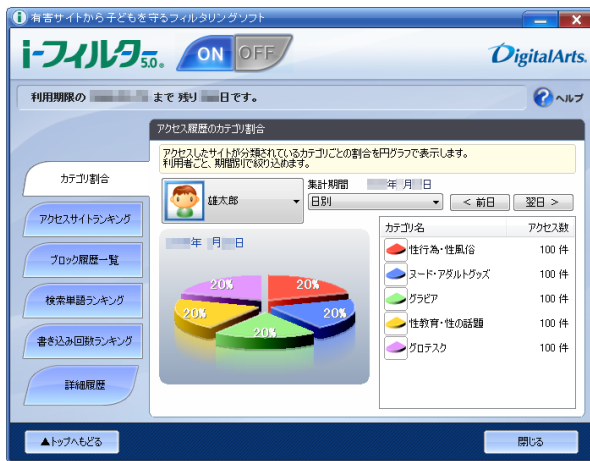 有害サイトから子どもを守るフィルタリングソフト
i-フィルター5.0. ON OFF DigitalArts.
利用期限の まで 残り 日です。 ?ヘルプ
アクセス履歴のカテゴリ割合
アクセスしたサイトが分類されているカテゴリごとの割合を円グラフで表示します。
利用者ごと、期間別で絞り込めます。
カテゴリ割合
アクセスサイトランキング
ブロック履歴一覧
検索単語ランキング
書き込み回数ランキング
詳細履歴
雄太郎
集計期間 年 月 日
日別 < 前日 翌日 >
年 月 日
20% 20%
20% 20%
20%
カテゴリ名 アクセス数
性行為・性風俗 100 件
ヌード・アダルトグッズ 100 件
グラビア 100 件
性教育・性の話題 100 件
グロテスク 100 件
▲トップへもどる 閉じる